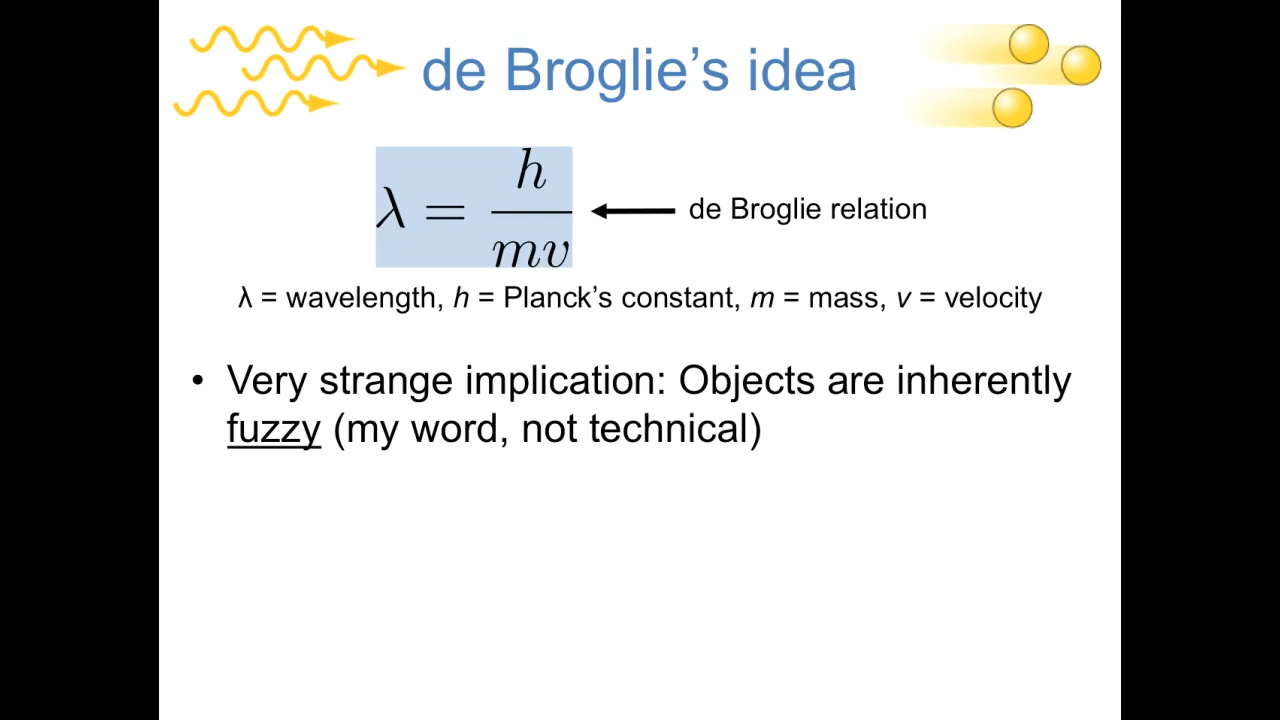 de Broglie’s idea
λ = h/mv
de Broglie relation
λ = wavelength, h = Planck’s constant, m = mass, v = velocity
• Very strange implication: Objects are inherently
fuzzy (my word, not technical)